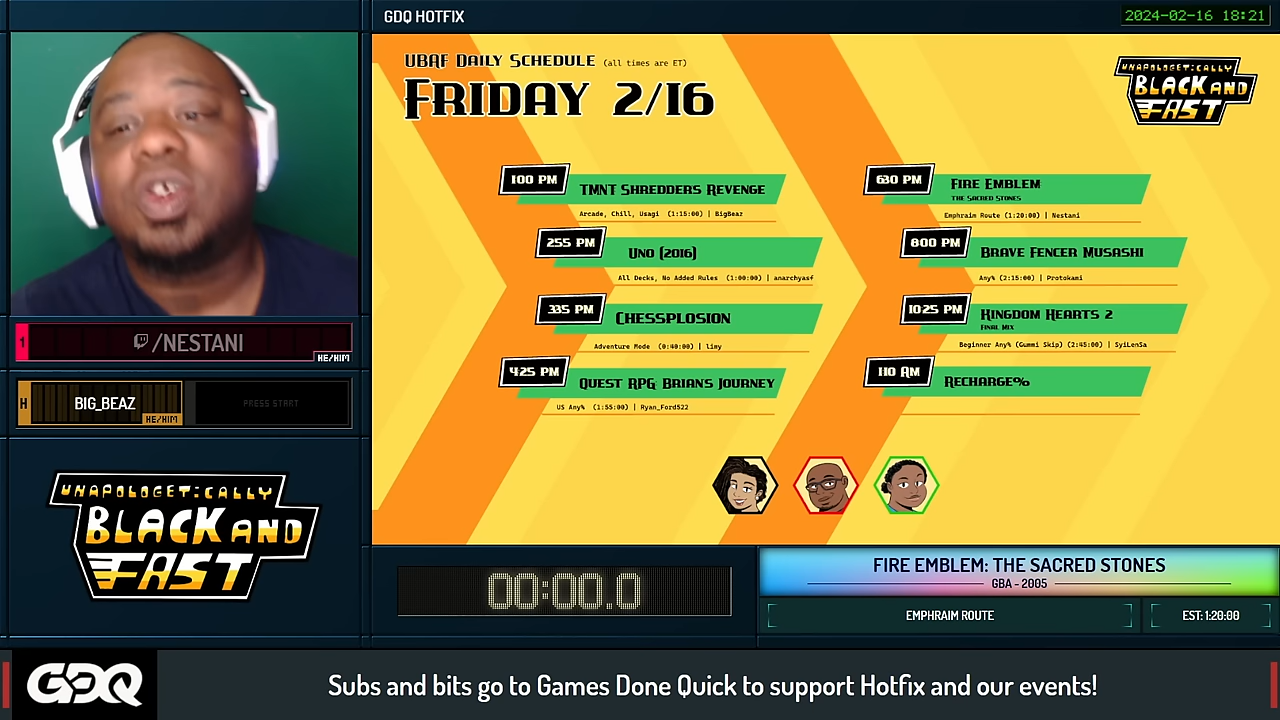 GDQ HOTFIX
2024-02-16 18:21
UBAF DAILY SCHEDULE (all times are ET)
FRIDAY 2/16
UNAPOLOGETICALLY
BLACK AND
FAST
100 PM
TMNT SHREDDERS REVENGE
Arcade, Chill, Usagi (1:15:00) | BigBeaz
255 PM
UNO (2016)
All Decks, No Added Rules (1:00:00) | anarchyasf
335 PM
CHESSPLOSION
Adventure Mode (0:40:00) | limy
425 PM
QUEST RPG BRIANS JOURNEY
US Any% (1:55:00) | Ryan_Ford522
630 PM
FIRE EMBLEM
THE SACRED STONES
Emphraim Route (1:20:00) | Nestani
800 PM
BRAVE FENCER MUSASHI
Any% (2:15:00) | Protokami
1025 PM
KINGDOM HEARTS 2
FINAL MIX
Beginner Any% (Gummi Skip) (2:45:00) | SyiLenSa
110 AM
RECHARGE%
1
/NESTANI
HE/HIM
H
BIG_BEAZ
HE/HIM
PRESS START
UNAPOLOGET:CALLY
BLACK AND
FAST
00:00.0
FIRE EMBLEM: THE SACRED STONES
GBA - 2005
EMPHRAIM ROUTE
EST: 1:20:00
GDQ
Subs and bits go to Games Done Quick to support Hotfix and our events!